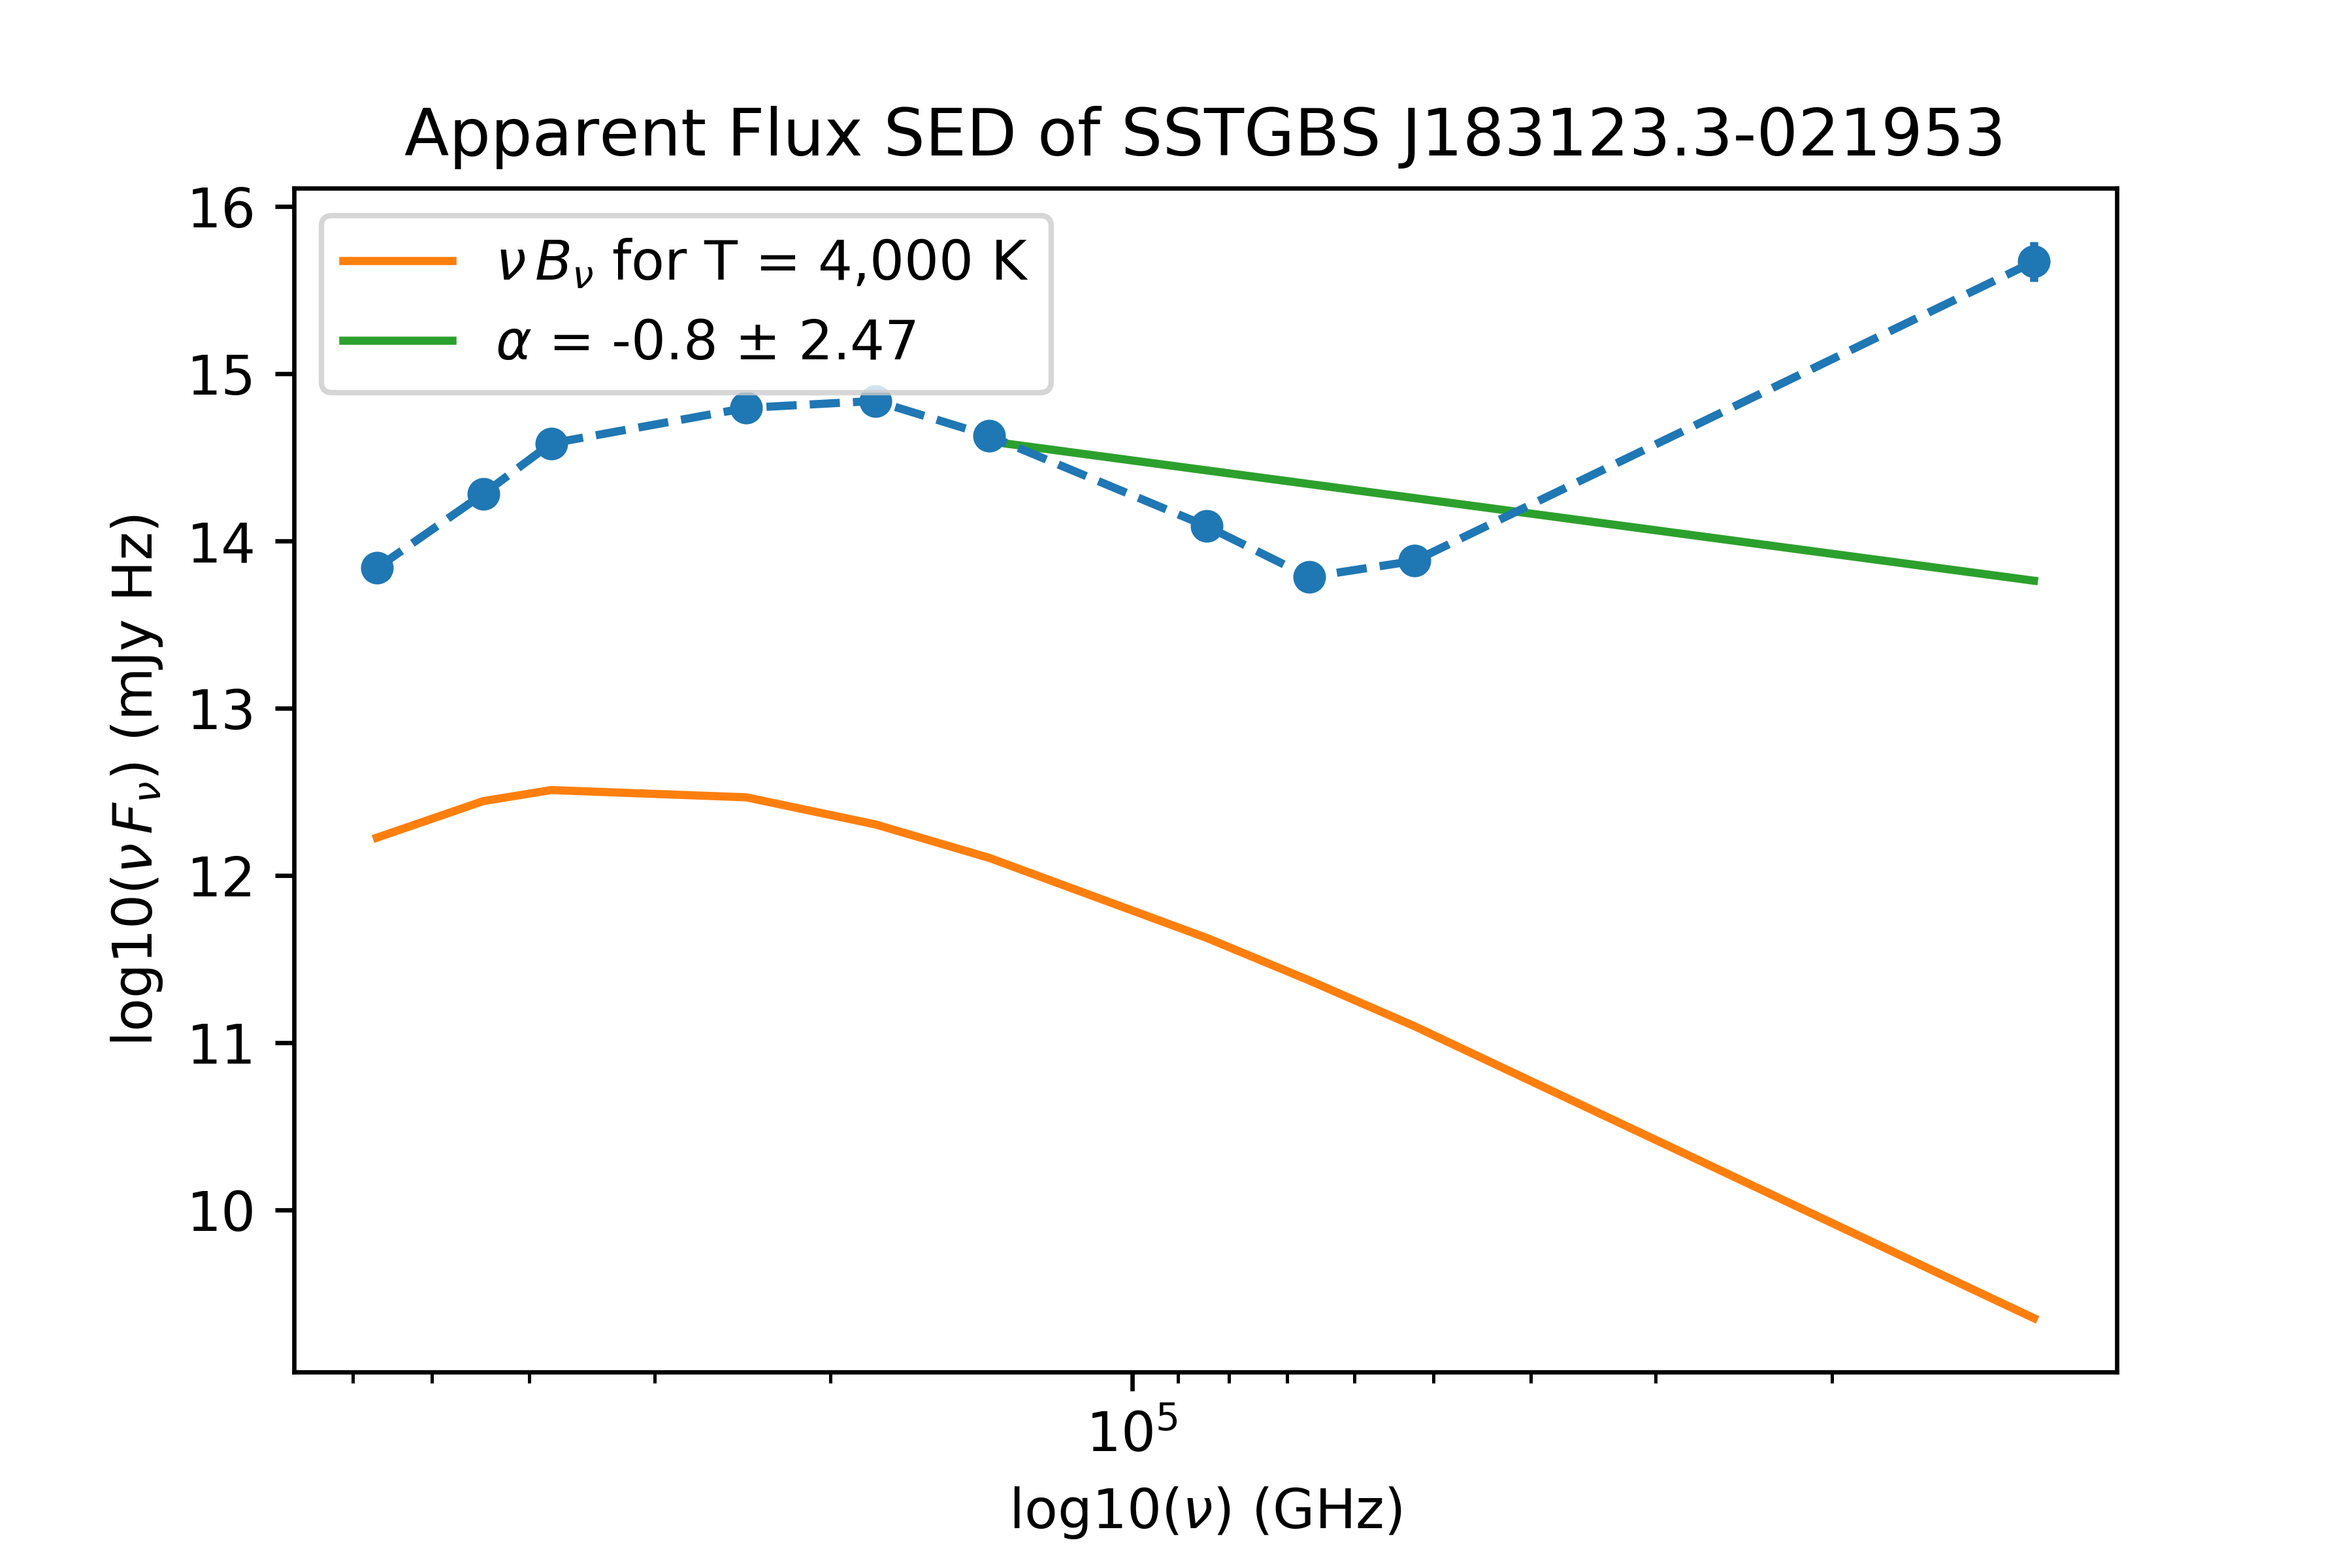 Apparent Flux SED of SSTGBS J183123.3-021953
νBν for T = 4,000 K
α = -0.8 ± 2.47
16
15
14
13
12
11
10
log10(νFν) (mJy Hz)
10⁵
log10(ν) (GHz)